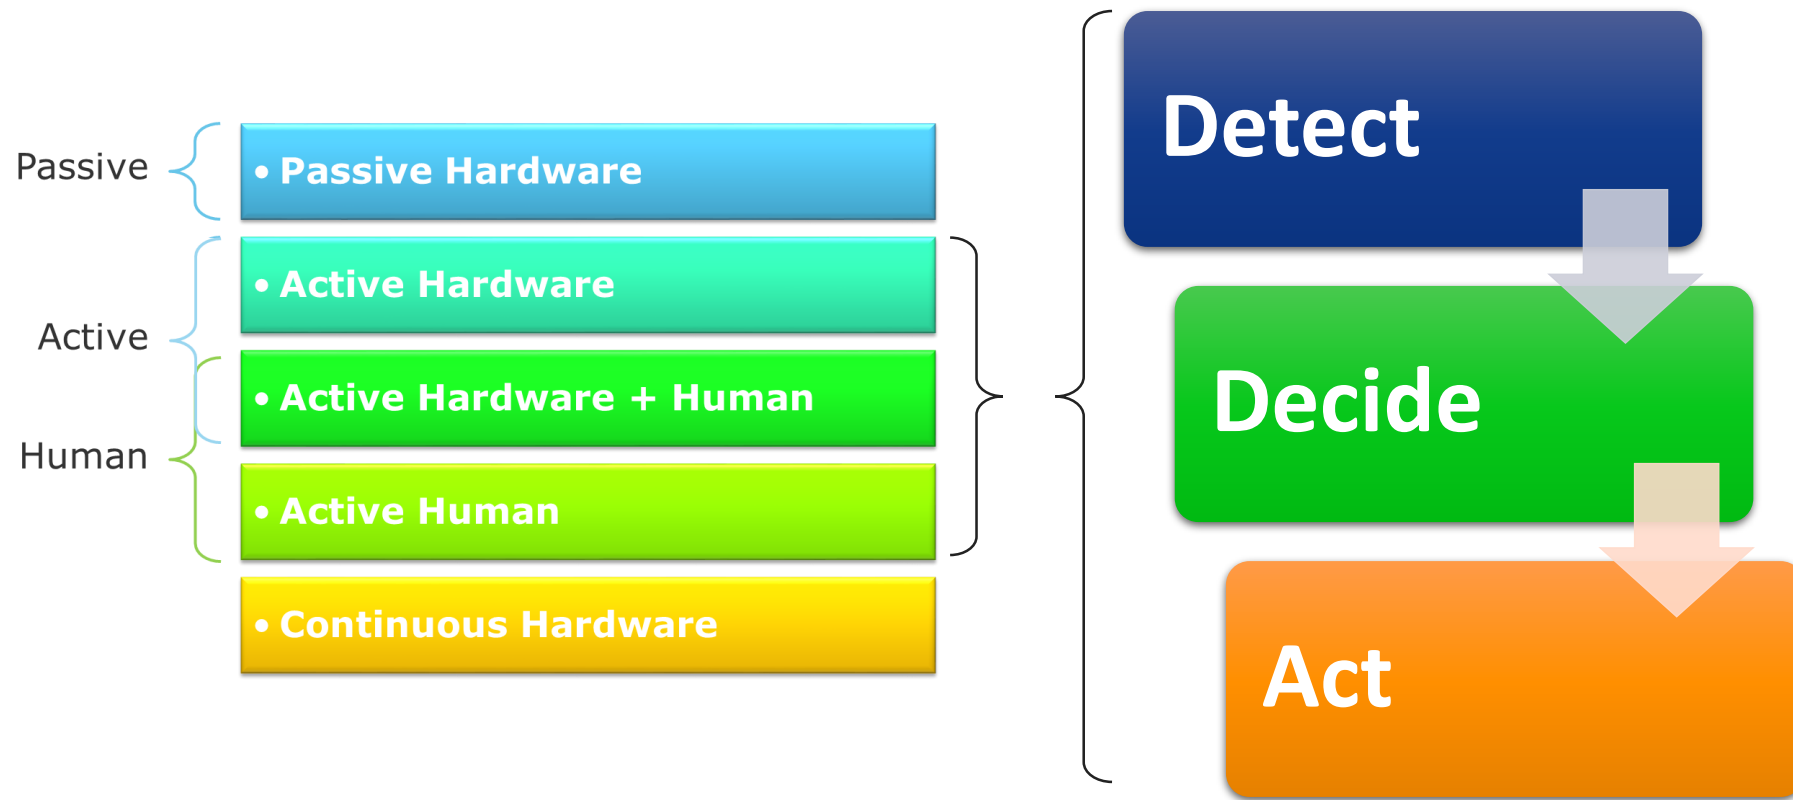 Passive
Active
Human
• Passive Hardware
• Active Hardware
• Active Hardware + Human
• Active Human
• Continuous Hardware
Detect
Decide
Act